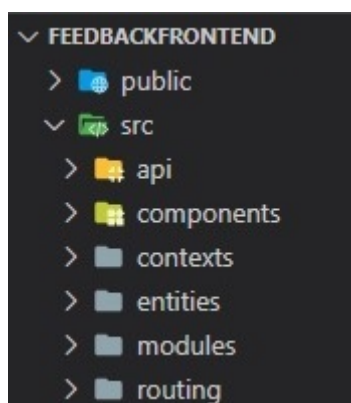 FEEDBACKFRONTEND
public
src
api
components
contexts
entities
modules
routing